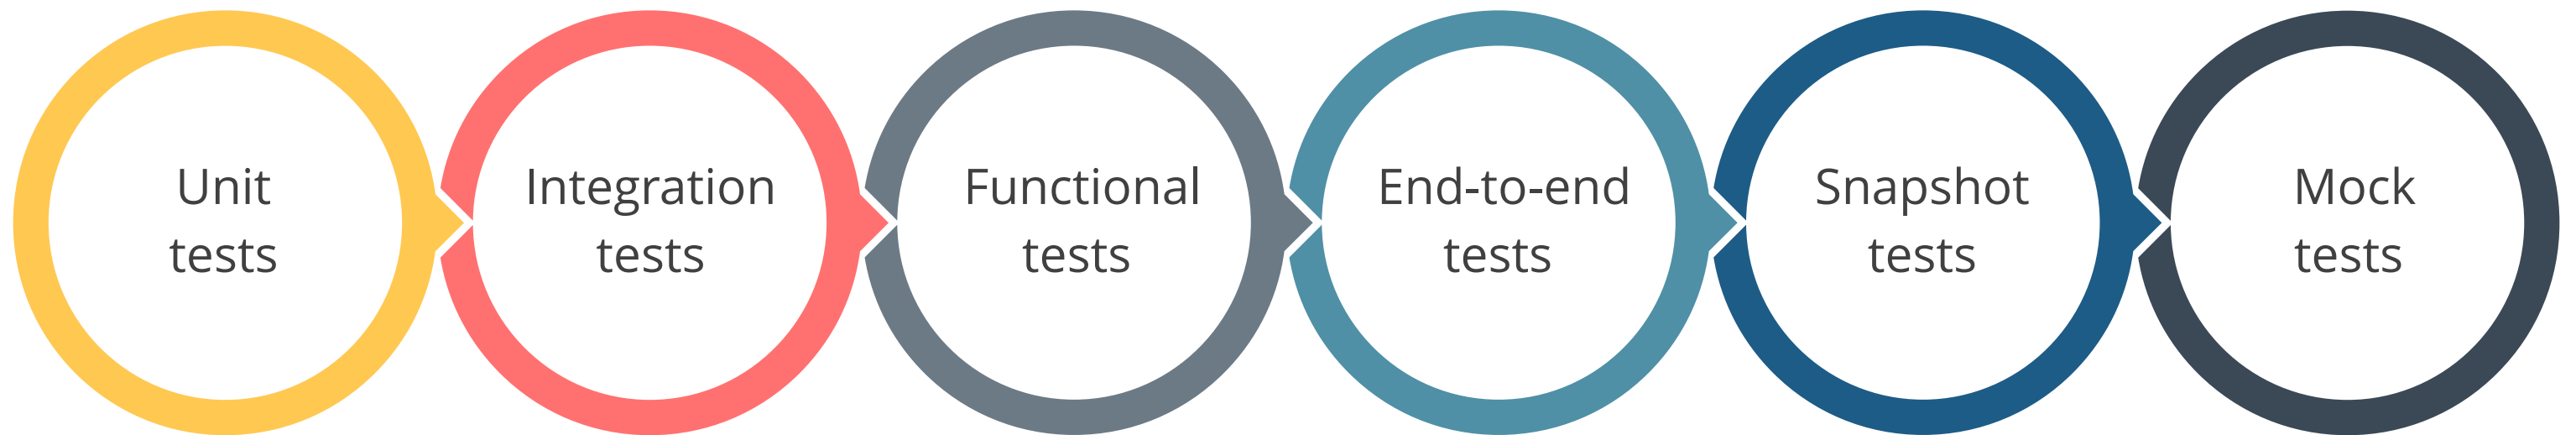 Unit
tests
Integration
tests
Functional
tests
End-to-end
tests
Snapshot
tests
Mock
tests